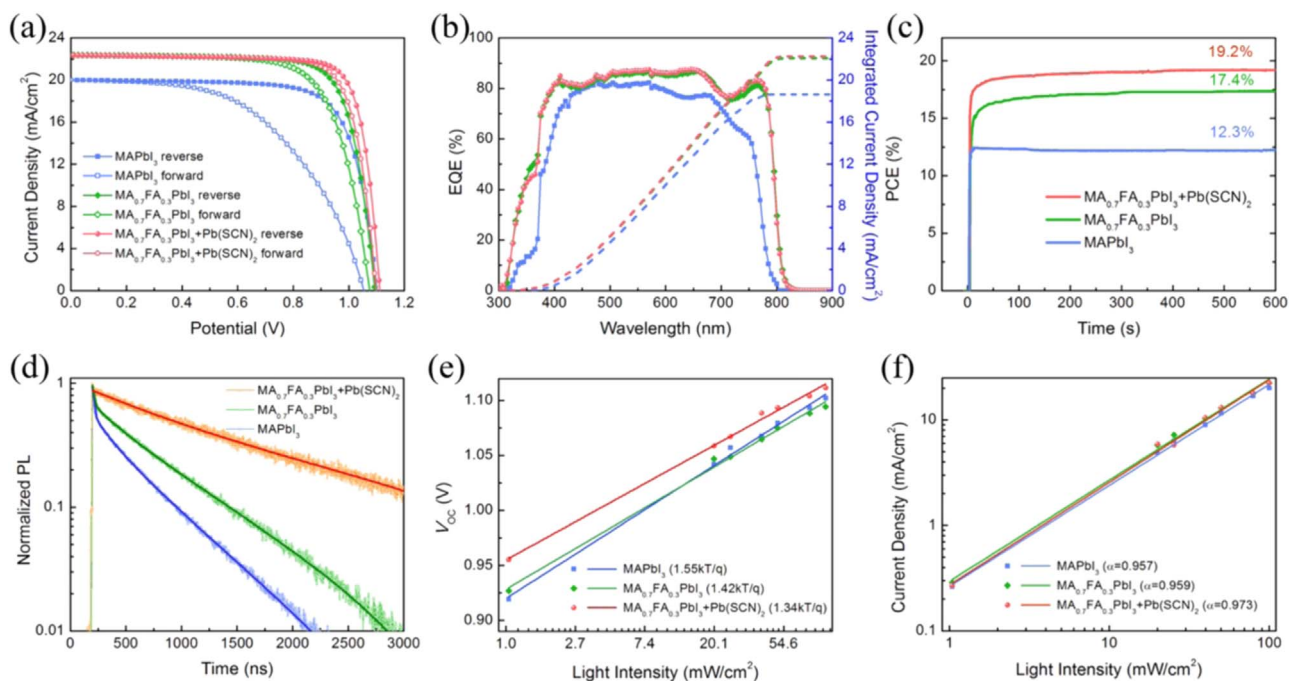 (a)
24
20
16
12
8
4
0
Current Density (mA/cm²)
MAPbI₃ reverse
MAPbI₃ forward
MA₀.₇FA₀.₃PbI₃ reverse
MA₀.₇FA₀.₃PbI₃ forward
MA₀.₇FA₀.₃PbI₃+Pb(SCN)₂ reverse
MA₀.₇FA₀.₃PbI₃+Pb(SCN)₂ forward
0.0 0.2 0.4 0.6 0.8 1.0 1.2
Potential (V)
(b)
100
80
60
40
20
0
EQE (%)
24
20
16
12
8
4
0
Integrated Current Density (mA/cm²)
300 400 500 600 700 800 900
Wavelength (nm)
(c)
20
15
10
5
0
PCE (%)
19.2%
17.4%
12.3%
MA₀.₇FA₀.₃PbI₃+Pb(SCN)₂
MA₀.₇FA₀.₃PbI₃
MAPbI₃
0 100 200 300 400 500 600
Time (s)
(d)
1
0.1
0.01
Normalized PL
MA₀.₇FA₀.₃PbI₃+Pb(SCN)₂
MA₀.₇FA₀.₃PbI₃
MAPbI₃
0 500 1000 1500 2000 2500 3000
Time (ns)
(e)
1.10
1.05
1.00
0.95
0.90
V_OC (V)
MAPbI₃ (1.55kT/q)
MA₀.₇FA₀.₃PbI₃ (1.42kT/q)
MA₀.₇FA₀.₃PbI₃+Pb(SCN)₂ (1.34kT/q)
1.0 2.7 7.4 20.1 54.6
Light Intensity (mW/cm²)
(f)
10
1
0.1
Current Density (mA/cm²)
MAPbI₃ (α=0.957)
MA₀.₇FA₀.₃PbI₃ (α=0.959)
MA₀.₇FA₀.₃PbI₃+Pb(SCN)₂ (α=0.973)
1 10 100
Light Intensity (mW/cm²)